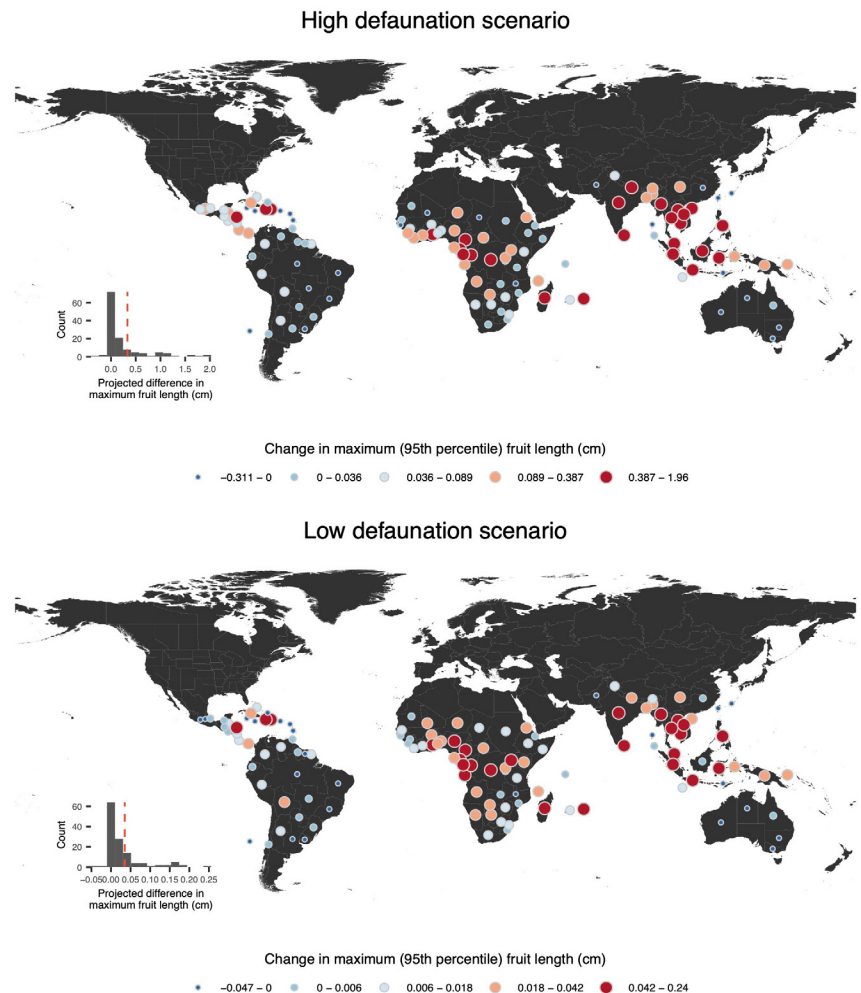 High defaunation scenario
60
40
20
0
Count
0.0 0.5 1.0 1.5 2.0
Projected difference in
maximum fruit length (cm)
Change in maximum (95th percentile) fruit length (cm)
−0.311 – 0 0 – 0.036 0.036 – 0.089 0.089 – 0.387 0.387 – 1.96
Low defaunation scenario
60
40
20
0
Count
−0.05 0.00 0.05 0.10 0.15 0.20 0.25
Projected difference in
maximum fruit length (cm)
Change in maximum (95th percentile) fruit length (cm)
−0.047 – 0 0 – 0.006 0.006 – 0.018 0.018 – 0.042 0.042 – 0.24